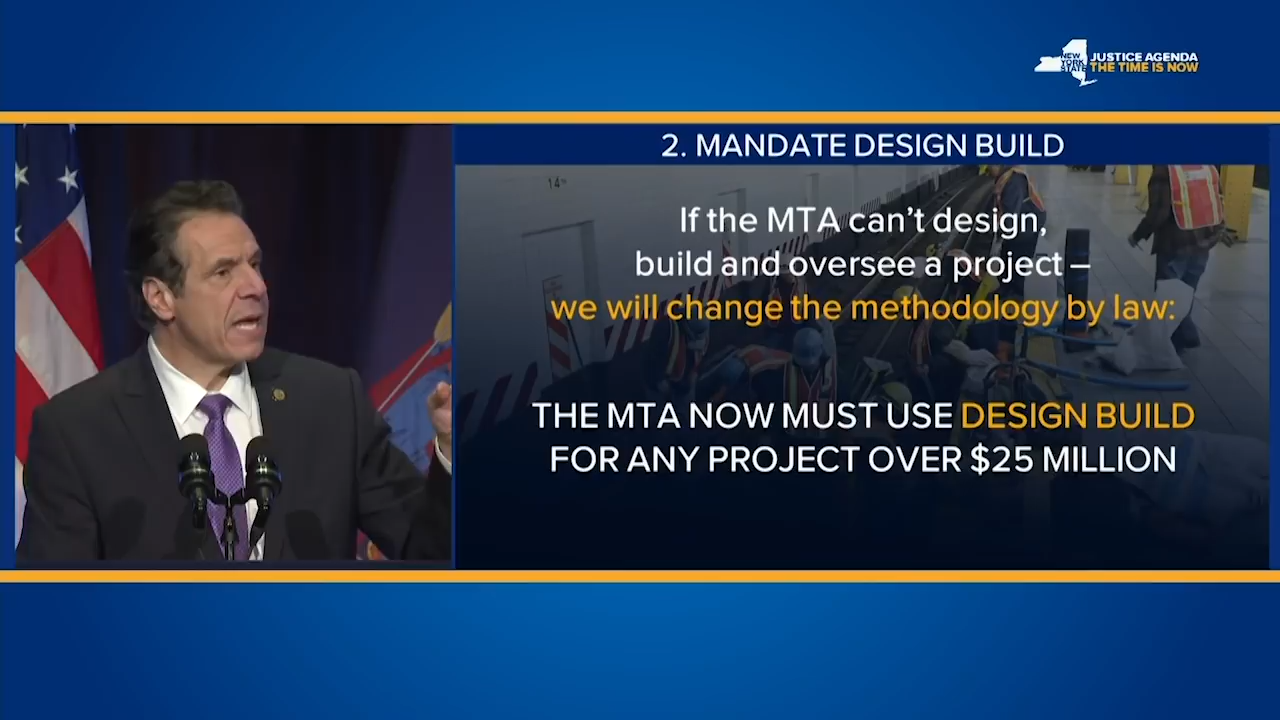 NEW
YORK
STATE
JUSTICE AGENDA
THE TIME IS NOW
2. MANDATE DESIGN BUILD
14TH
If the MTA can't design,
build and oversee a project –
we will change the methodology by law:
THE MTA NOW MUST USE DESIGN BUILD
FOR ANY PROJECT OVER $25 MILLION